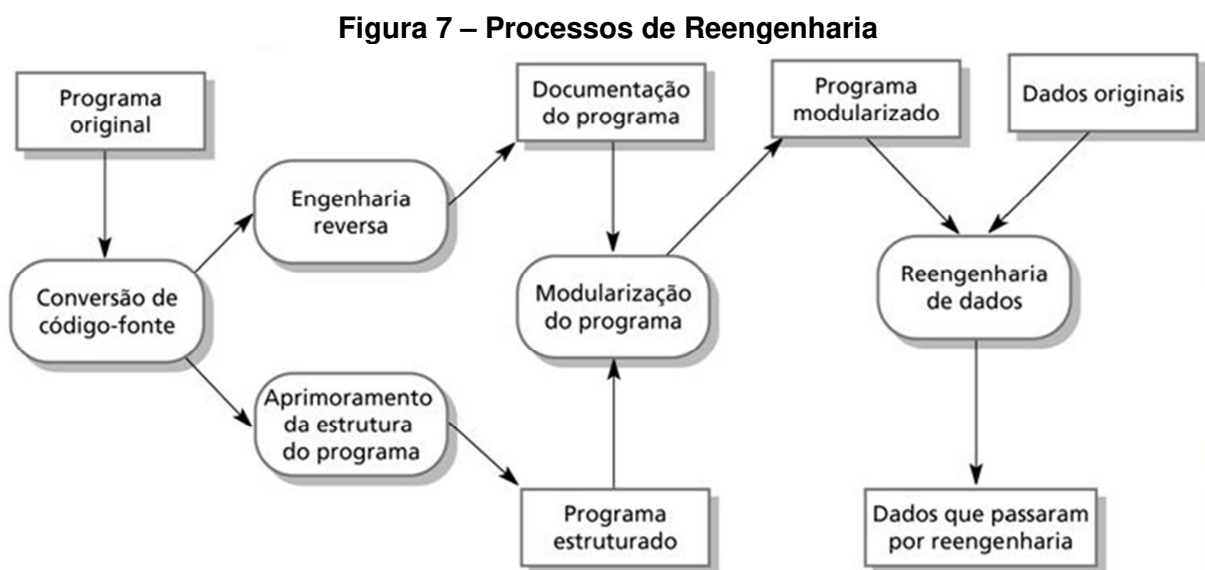 Figura 7 – Processos de Reengenharia
Programa
original
Documentação
do programa
Programa
modularizado
Dados originais
Engenharia
reversa
Conversão de
código-fonte
Modularização
do programa
Reengenharia
de dados
Aprimoramento
da estrutura
do programa
Programa
estruturado
Dados que passaram
por reengenharia